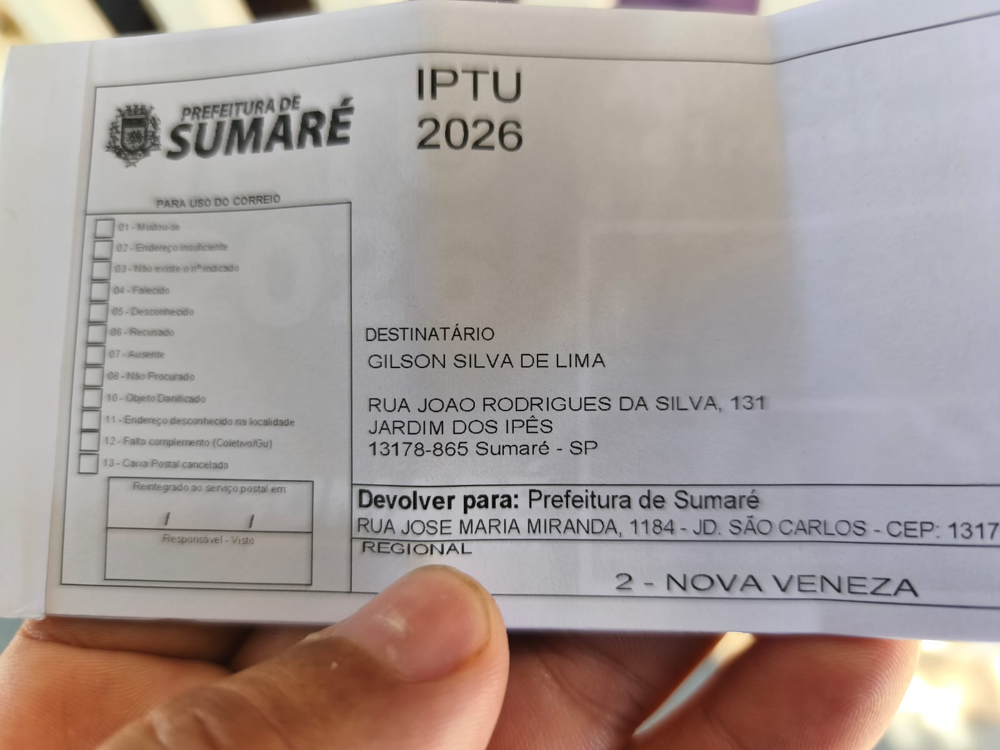 PREFEITURA DE
SUMARÉ
IPTU
2026
PARA USO DO CORREIO
01 - Mudou-se
02 - Endereço insuficiente
03 - Não existe o nº indicado
04 - Falecido
05 - Desconhecido
06 - Recusado
07 - Ausente
08 - Não Procurado
10 - Objeto Danificado
11 - Endereço desconhecido na localidade
12 - Falta complemento (Coletivo/Gu)
13 - Caixa Postal cancelada
Reintegrado ao serviço postal em
/ /
Responsável - Visto
DESTINATÁRIO
GILSON SILVA DE LIMA
RUA JOAO RODRIGUES DA SILVA, 131
JARDIM DOS IPÊS
13178-865 Sumaré - SP
Devolver para: Prefeitura de Sumaré
RUA JOSE MARIA MIRANDA, 1184 - JD. SÃO CARLOS - CEP: 1317
REGIONAL
2 - NOVA VENEZA